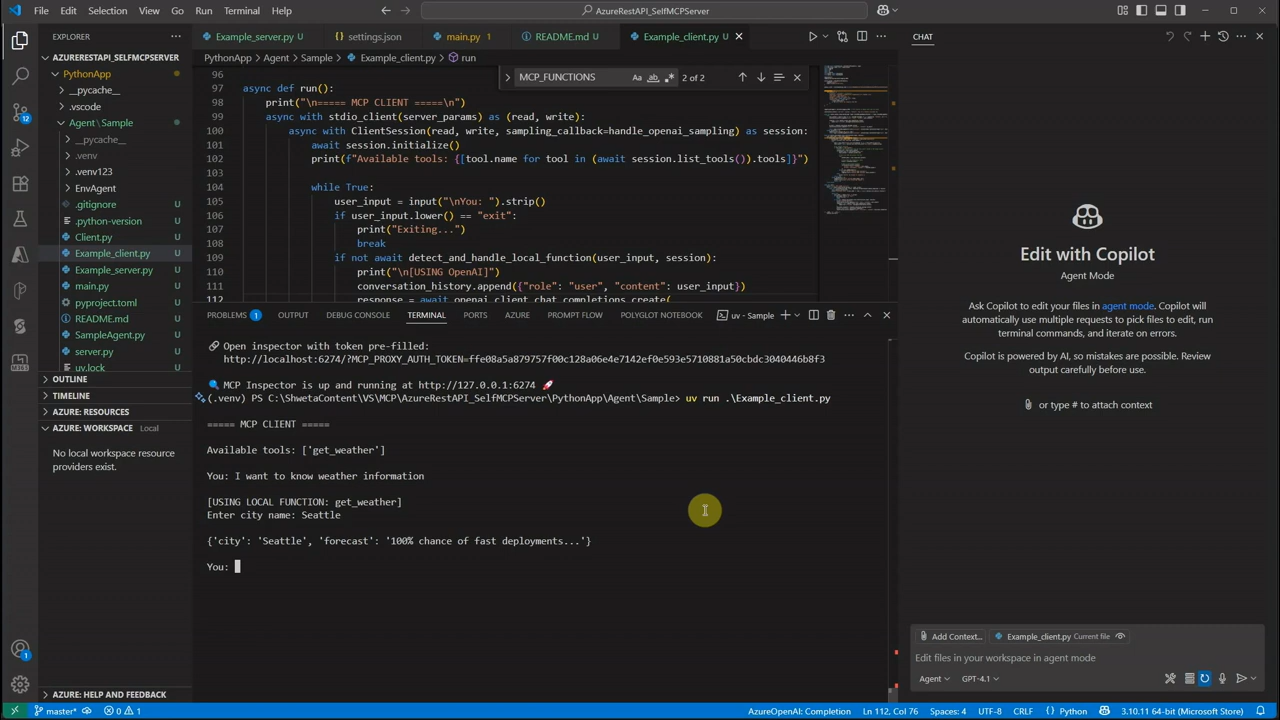 File Edit Selection View Go Run Terminal Help
AzureRestAPI_SelfMCPServer
EXPLORER
AZURERESTAPI_SELFMCPSERVER
PythonApp
__pycache__
.vscode
Agent\Sample
__pycache__
.venv
.venv123
EnvAgent
.gitignore U
.python-version U
Client.py U
Example_client.py U
Example_server.py U
main.py U
pyproject.toml U
README.md U
SampleAgent.py U
server.py U
uv.lock U
OUTLINE
TIMELINE
AZURE: RESOURCES
AZURE: WORKSPACE Local
No local workspace resource
providers exist.
AZURE: HELP AND FEEDBACK
12
1
Example_server.py U
settings.json
main.py 1
README.md U
Example_client.py U
PythonApp > Agent > Sample > Example_client.py > run
MCP_FUNCTIONS Aa ab 2 of 2
96
97 async def run():
98 print("\n===== MCP CLIENT =====\n")
99
100
101 await session.initialize()
102 print(f"Available tools: {[tool.name for tool in (await session.list_tools()).tools]}")
103
104 while True:
105 user_input = input("\nYou: ").strip()
106 if user_input.lower() == "exit":
107 print("Exiting...")
108 break
109 if not await detect_and_handle_local_function(user_input, session):
110 print("\n[USING OpenAI]")
111 conversation_history.append({"role": "user", "content": user_input})
112 response = await openai_client.chat.completions.create(
PROBLEMS 1 OUTPUT DEBUG CONSOLE TERMINAL PORTS AZURE PROMPT FLOW POLYGLOT NOTEBOOK uv - Sample
Open inspector with token pre-filled:
http://localhost:6274/?MCP_PROXY_AUTH_TOKEN=ffe08a5a879757f00c128a06e4e7142ef0e593e5710881a50cbdc3040446b8f3
MCP Inspector is up and running at http://127.0.0.1:6274
(.venv) PS C:\ShwetaContent\VS\MCP\AzureRestAPI_SelfMCPServer\PythonApp\Agent\Sample> uv run .\Example_client.py
===== MCP CLIENT =====
Available tools: ['get_weather']
You: I want to know weather information
[USING LOCAL FUNCTION: get_weather]
Enter city name: Seattle
{'city': 'Seattle', 'forecast': '100% chance of fast deployments...'}
You:
CHAT
Edit with Copilot
Agent Mode
Ask Copilot to edit your files in agent mode. Copilot will
automatically use multiple requests to pick files to edit, run
terminal commands, and iterate on errors.
Copilot is powered by AI, so mistakes are possible. Review
output carefully before use.
or type # to attach context
Add Context... Example_client.py Current file
Edit files in your workspace in agent mode
Agent GPT-4.1
master* 0 1 AzureOpenAI: Completion Ln 112, Col 76 Spaces: 4 UTF-8 CRLF Python 3.10.11 64-bit (Microsoft Store)